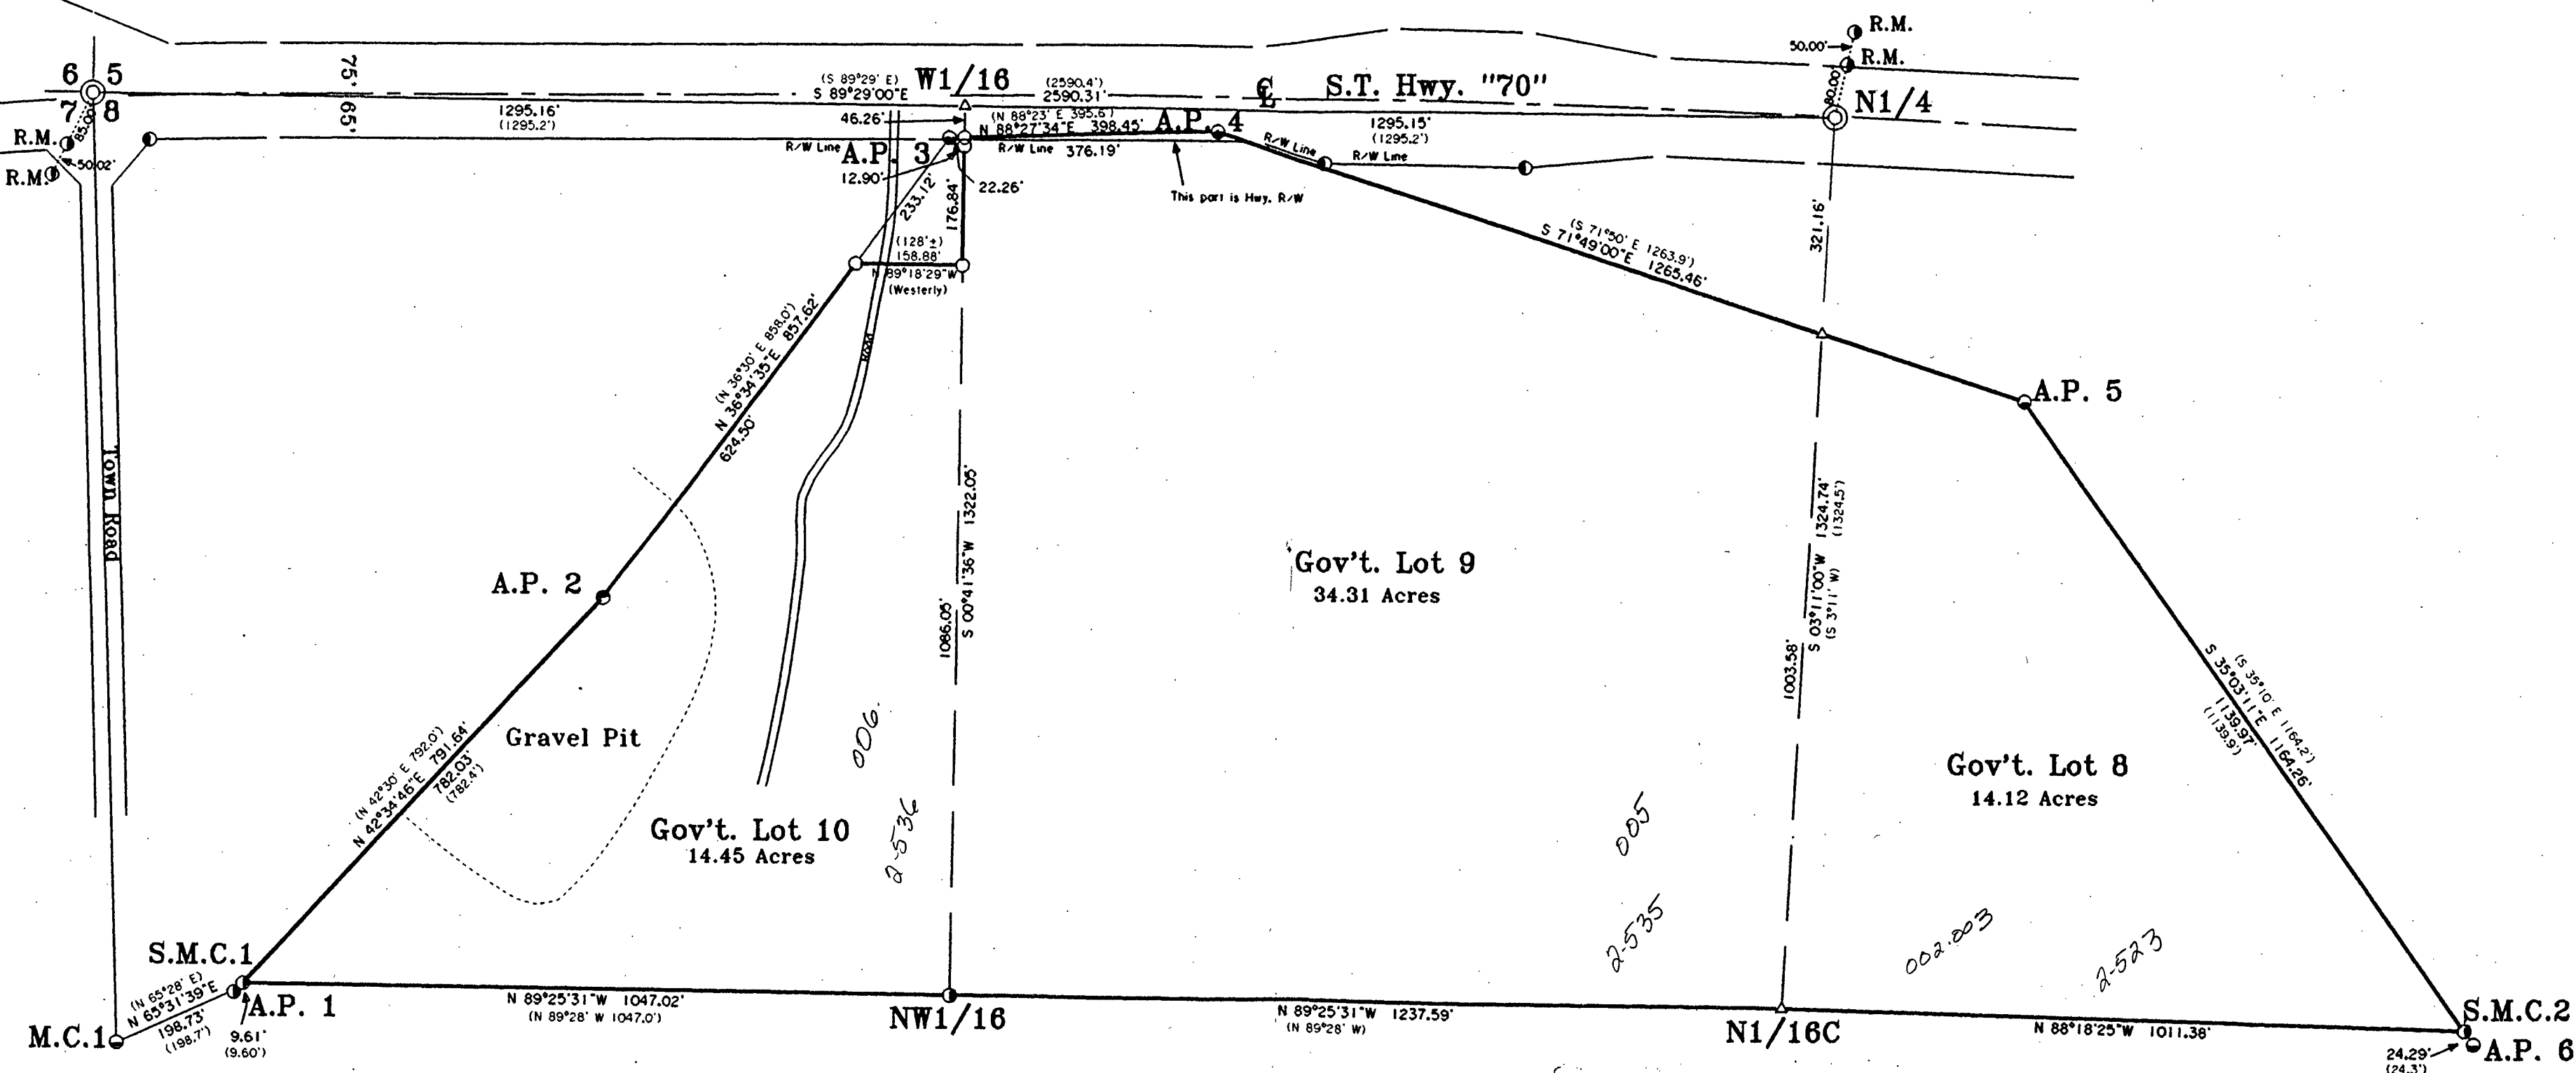 R.M.
50.00'
R.M.
80.00'
6 5
7 8
75'
65'
(S 89°29' E)
S 89°29'00"E
W1/16
(2590.4')
2590.31'
℄
S.T. Hwy. "70"
N1/4
1295.16'
(1295.2')
46.26'
(N 88°23' E 395.6')
N 88°27'34"E 398.45'
A.P. 4
1295.15'
(1295.2')
R.M.
85.00'
50.02'
R.M.
R/W Line
A.P. 3
R/W Line 376.19'
R/W Line
R/W Line
12.90'
22.26'
This part is Hwy. R/W
233.12'
176.84'
(128'±)
158.88'
N 89°18'29"W
(Westerly)
321.16'
(S 71°50' E 1263.9')
S 71°49'00"E 1265.46'
(N 36°30' E 858.0')
N 36°34'35"E 857.62'
624.50'
Road
A.P. 5
Town Road
1086.05'
S 00°41'36"W 1322.05'
1003.58'
S 03°11'00"W 1324.74'
(S 3°11' W) (1324.5')
Gov't. Lot 9
34.31 Acres
A.P. 2
(S 35°10' E 1164.2')
S 35°03'11"E 1164.26'
1139.97'
(1139.9')
Gravel Pit
006.
2-536
(N 42°30' E 792.0')
N 42°34'46"E 791.64'
782.03'
(782.4')
Gov't. Lot 10
14.45 Acres
Gov't. Lot 8
14.12 Acres
005
2-535
002.003
2-523
S.M.C.1
(N 65°28' E)
N 65°31'39"E
198.73'
(198.7')
A.P. 1
9.61'
(9.60')
M.C.1
N 89°25'31"W 1047.02'
(N 89°28' W 1047.0')
NW1/16
N 89°25'31"W 1237.59'
(N 89°28' W)
N1/16C
N 88°18'25"W 1011.38'
S.M.C.2
24.29'
(24.3')
A.P. 6